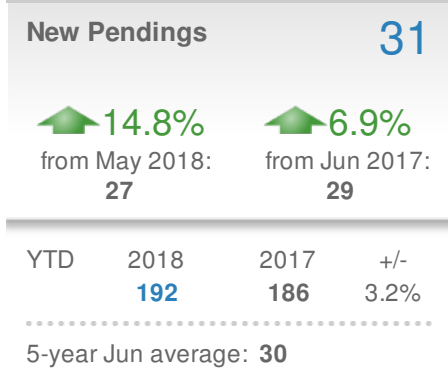 New Pendings 31
14.8% 6.9%
from May 2018: from Jun 2017:
27 29
YTD 2018 2017 +/-
192 186 3.2%
5-year Jun average: 30